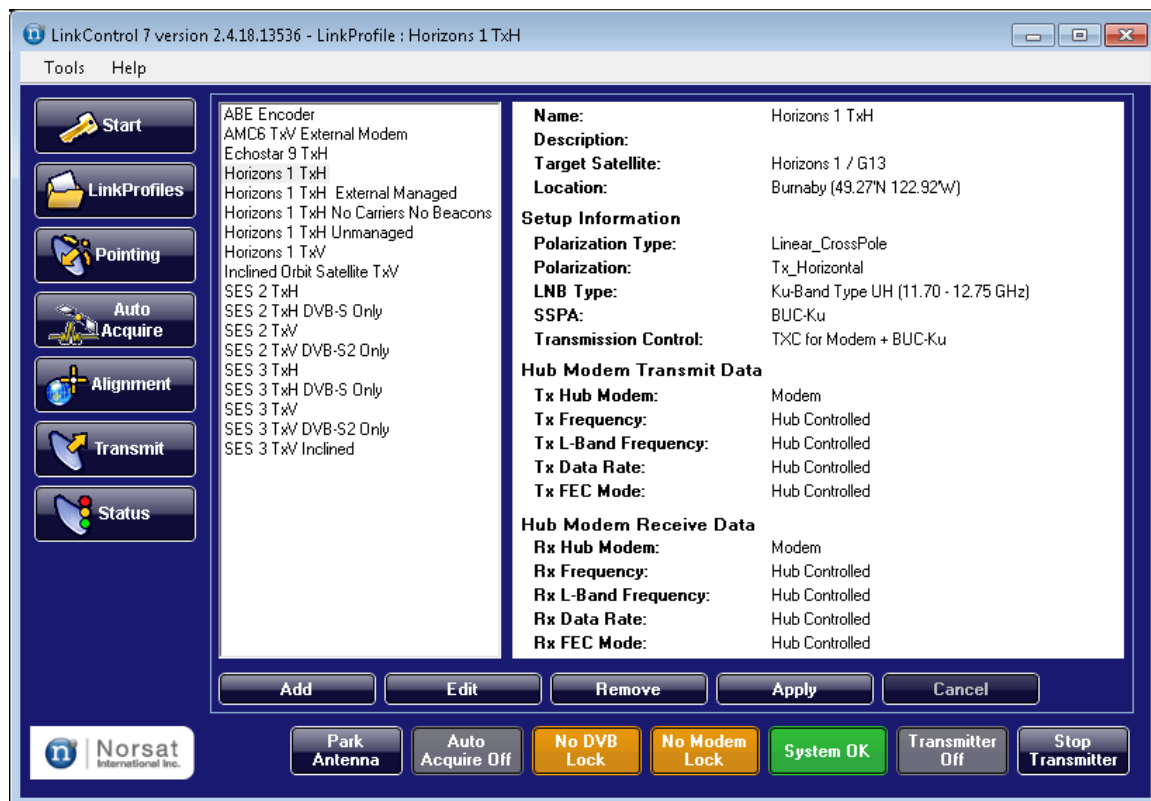 LinkControl 7 version 2.4.18.13536 - LinkProfile : Horizons 1 TxH
Tools Help
Start
LinkProfiles
Pointing
Auto
Acquire
Alignment
Transmit
Status
ABE Encoder
AMC6 TxV External Modem
Echostar 9 TxH
Horizons 1 TxH
Horizons 1 TxH External Managed
Horizons 1 TxH No Carriers No Beacons
Horizons 1 TxH Unmanaged
Horizons 1 TxV
Inclined Orbit Satellite TxV
SES 2 TxH
SES 2 TxH DVB-S Only
SES 2 TxV
SES 2 TxV DVB-S2 Only
SES 3 TxH
SES 3 TxH DVB-S Only
SES 3 TxV
SES 3 TxV DVB-S2 Only
SES 3 TxV Inclined
Name: Horizons 1 TxH
Description:
Target Satellite: Horizons 1 / G13
Location: Burnaby (49.27'N 122.92'W)
Setup Information
Polarization Type: Linear_CrossPole
Polarization: Tx_Horizontal
LNB Type: Ku-Band Type UH (11.70 - 12.75 GHz)
SSPA: BUC-Ku
Transmission Control: TXC for Modem + BUC-Ku
Hub Modem Transmit Data
Tx Hub Modem: Modem
Tx Frequency: Hub Controlled
Tx L-Band Frequency: Hub Controlled
Tx Data Rate: Hub Controlled
Tx FEC Mode: Hub Controlled
Hub Modem Receive Data
Rx Hub Modem: Modem
Rx Frequency: Hub Controlled
Rx L-Band Frequency: Hub Controlled
Rx Data Rate: Hub Controlled
Rx FEC Mode: Hub Controlled
Add Edit Remove Apply Cancel
n Norsat
International Inc.
Park
Antenna
Auto
Acquire Off
No DVB
Lock
No Modem
Lock
System OK
Transmitter
Off
Stop
Transmitter